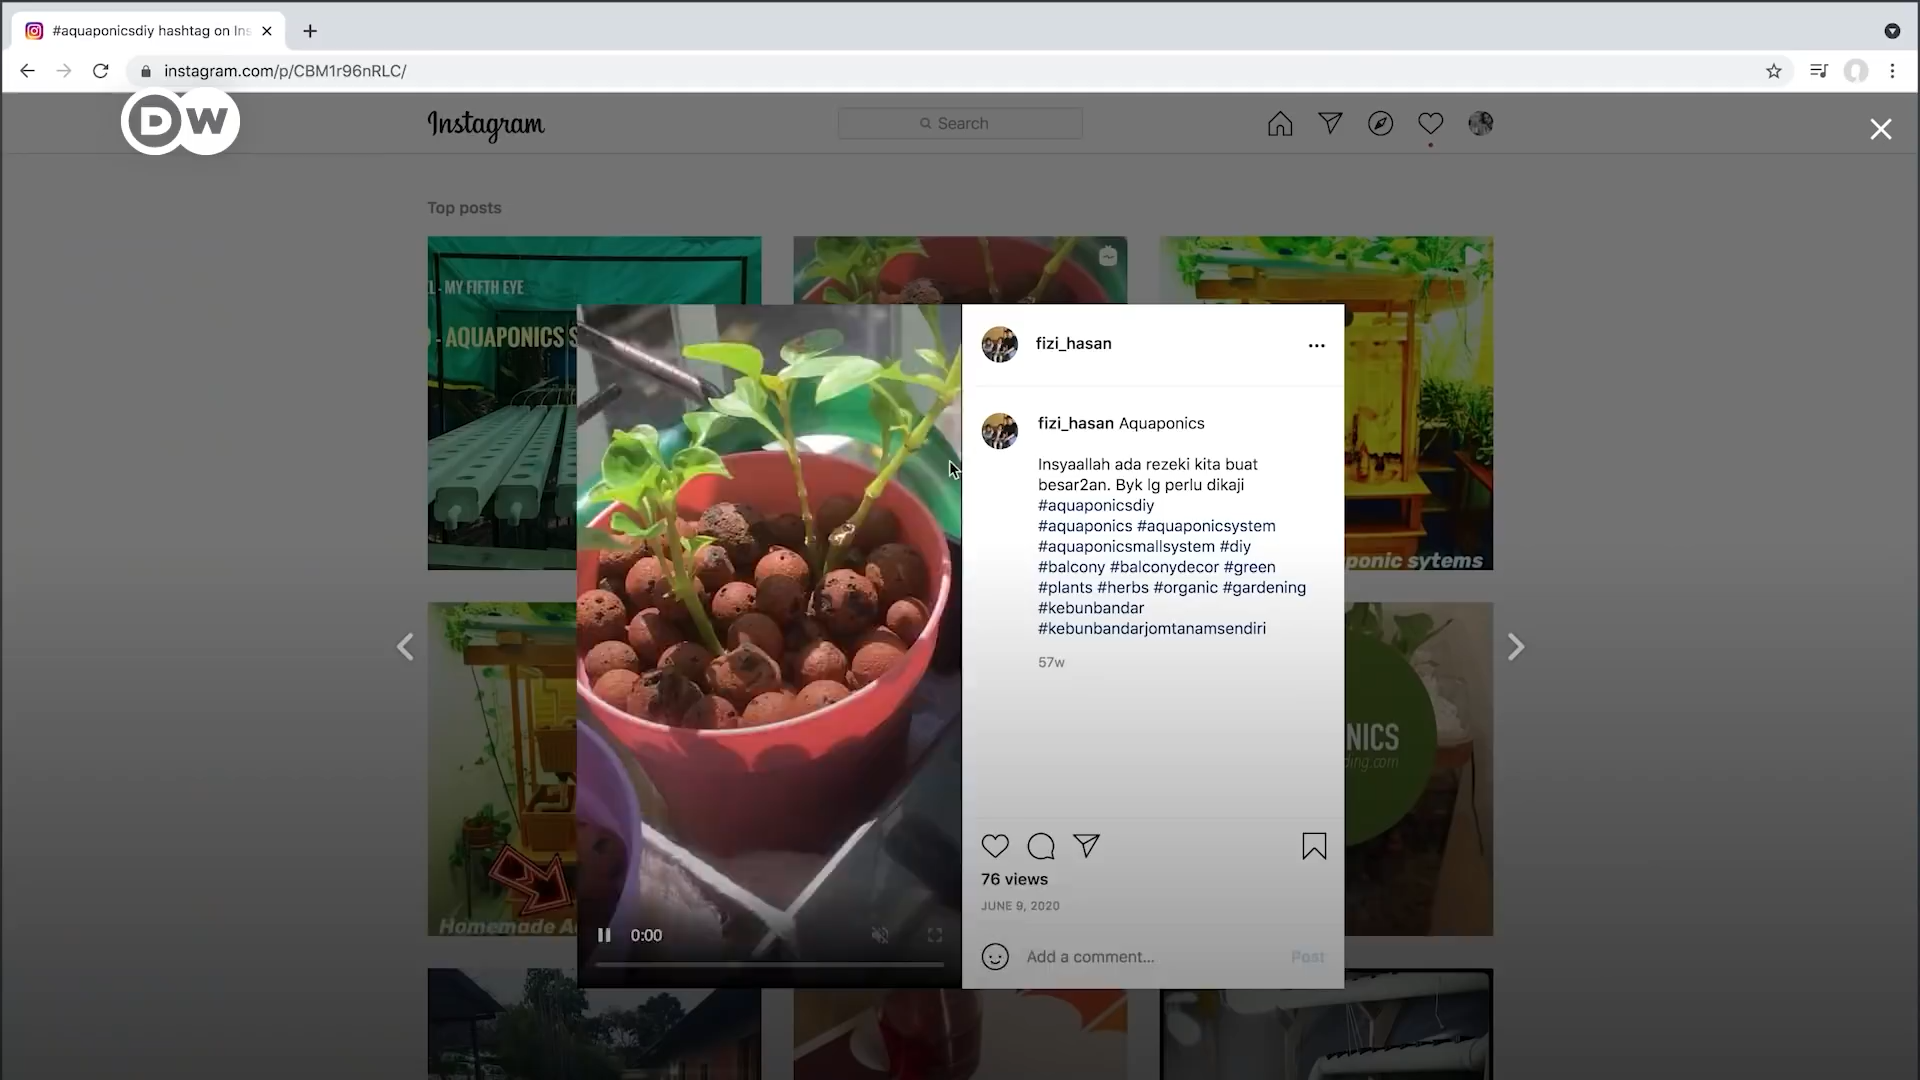 #aquaponicsdiy hashtag on Ins
instagram.com/p/CBM1r96nRLC/
DW
Instagram
Search
Top posts
- MY FIFTH EYE
- AQUAPONICS S
ponic sytems
fizi_hasan
fizi_hasan Aquaponics
Insyaallah ada rezeki kita buat
besar2an. Byk lg perlu dikaji
#aquaponicsdiy
#aquaponics #aquaponicsystem
#aquaponicsmallsystem #diy
#balcony #balconydecor #green
#plants #herbs #organic #gardening
#kebunbandar
#kebunbandarjomtanamsendiri
57w
NICS
ding.com
Homemade A
76 views
JUNE 9, 2020
0:00
Add a comment...
Post